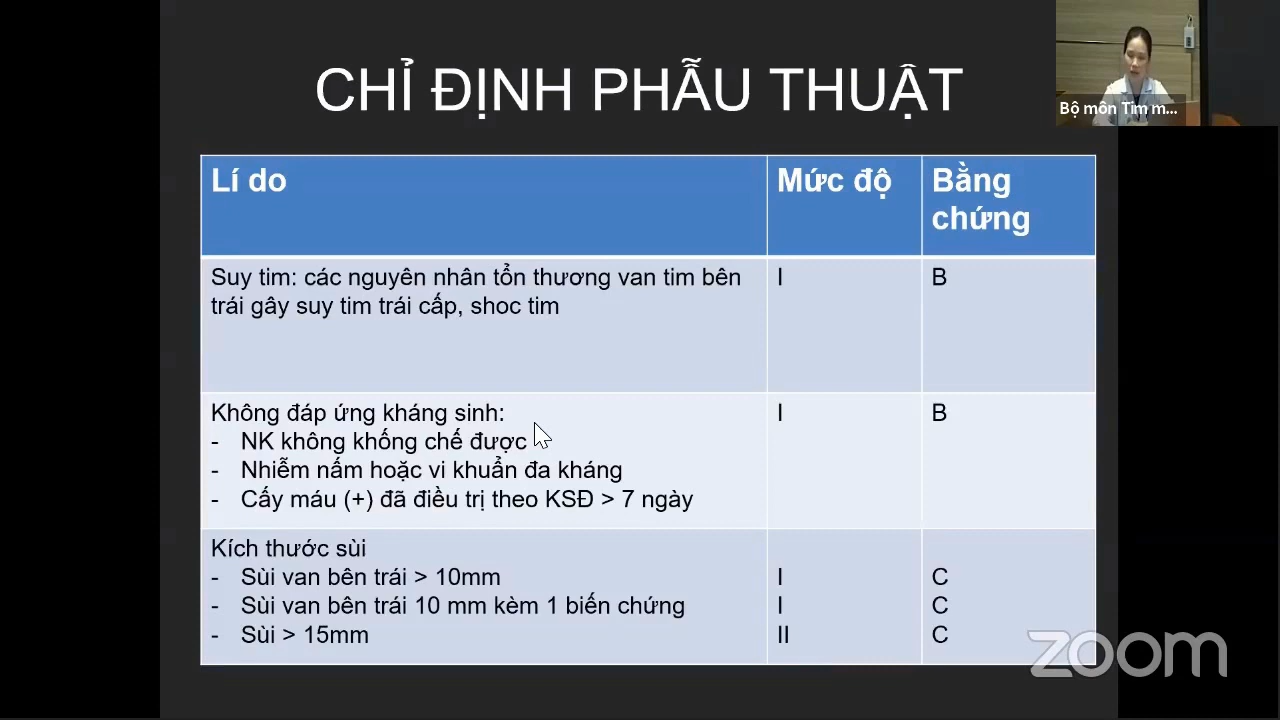 CHỈ ĐỊNH PHẪU THUẬT
Bộ môn Tim m...
Lí do
Mức độ
Bằng
chứng
Suy tim: các nguyên nhân tổn thương van tim bên
trái gây suy tim trái cấp, shoc tim
I
B
Không đáp ứng kháng sinh:
- NK không khống chế được
- Nhiễm nấm hoặc vi khuẩn đa kháng
- Cấy máu (+) đã điều trị theo KSĐ > 7 ngày
I
B
Kích thước sùi
- Sùi van bên trái > 10mm
I
C
- Sùi van bên trái 10 mm kèm 1 biến chứng
I
C
- Sùi > 15mm
II
C
zoom